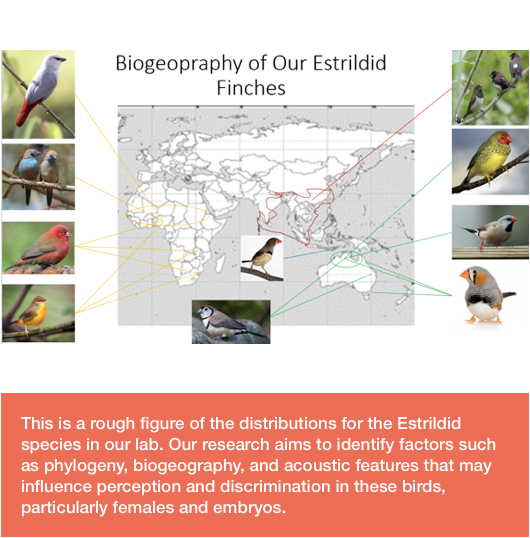 Biogeopraphy of Our Estrildid
Finches
This is a rough figure of the distributions for the Estrildid
species in our lab. Our research aims to identify factors such
as phylogeny, biogeography, and acoustic features that may
influence perception and discrimination in these birds,
particularly females and embryos.